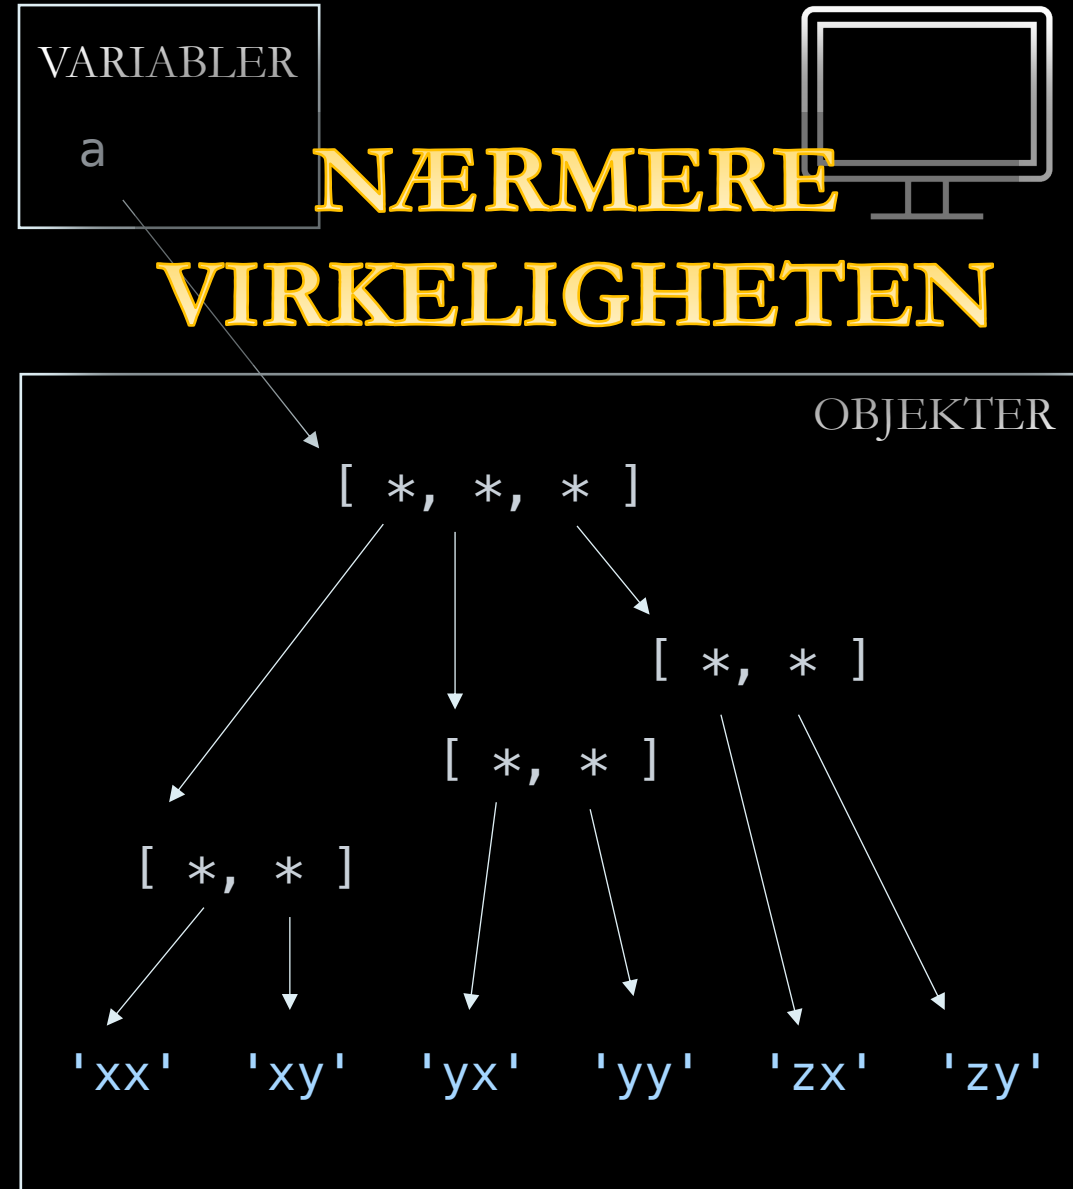 VARIABLER
a
NÆRMERE
VIRKELIGHETEN
OBJEKTER
[ *, *, * ]
[ *, * ]
[ *, * ]
[ *, * ]
'xx' 'xy' 'yx' 'yy' 'zx' 'zy'